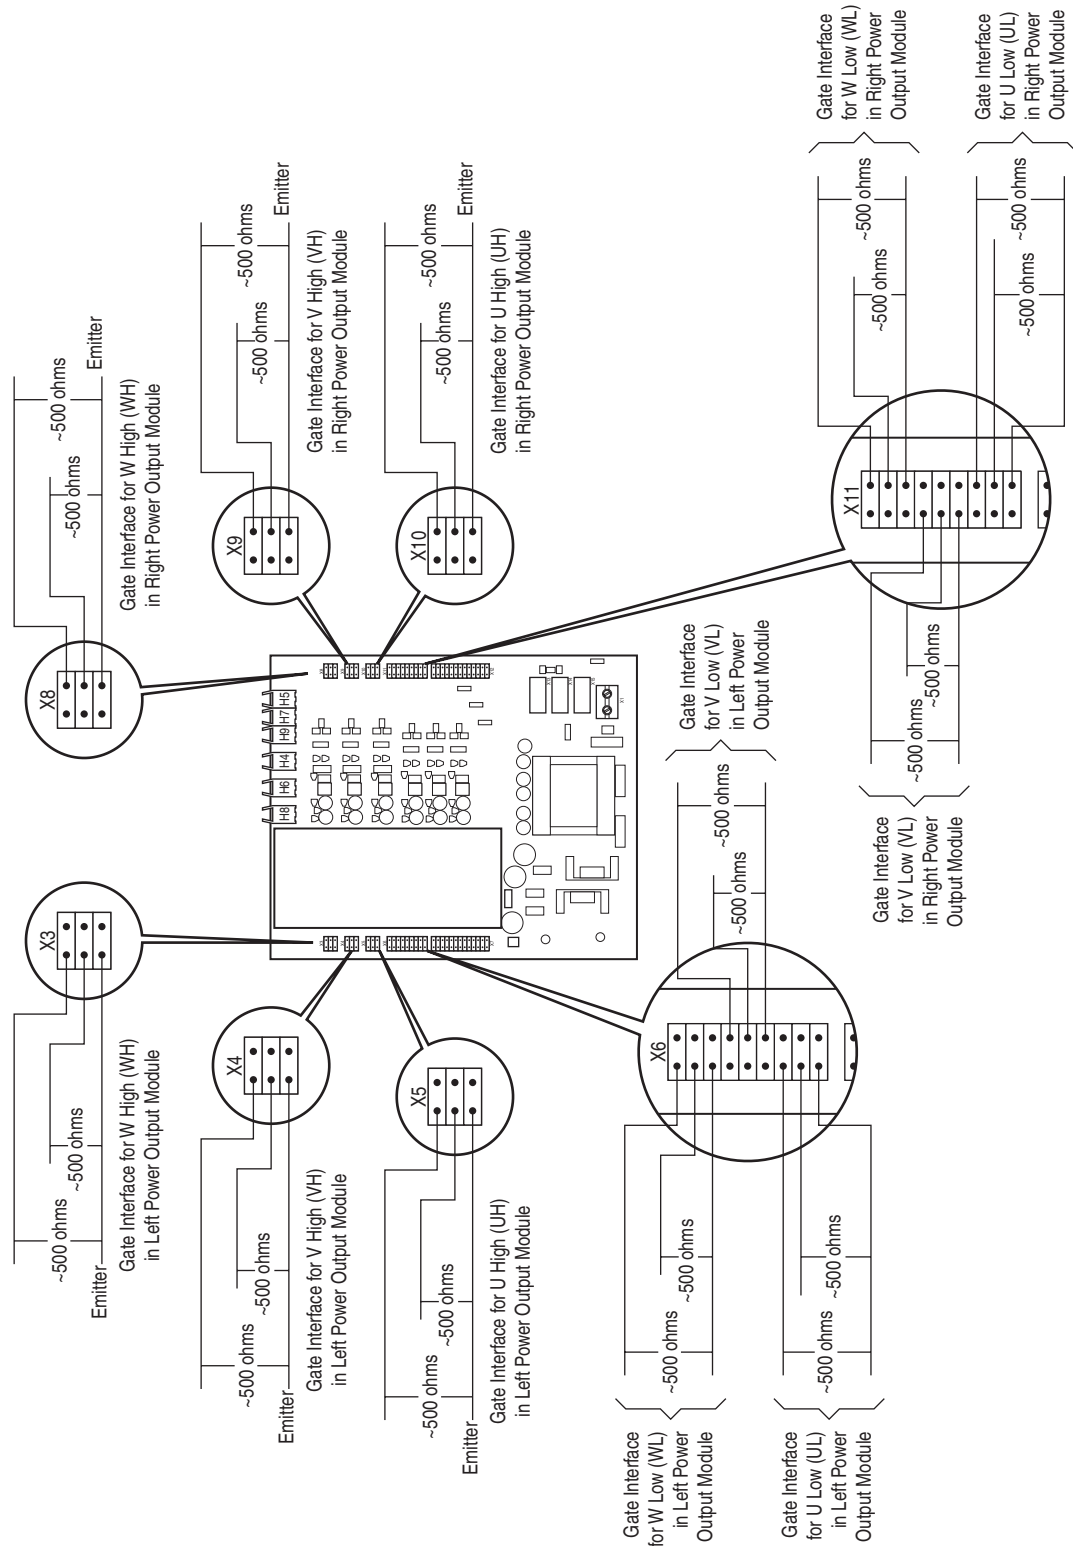 X3
~500 ohms
~500 ohms
Emitter
Gate Interface for W High (WH)
in Left Power Output Module
X8
~500 ohms
~500 ohms
Emitter
Gate Interface for W High (WH)
in Right Power Output Module
X4
~500 ohms
~500 ohms
Emitter
Gate Interface for V High (VH)
in Left Power Output Module
H8
H6
H4
H9
H7
H5
X9
~500 ohms
~500 ohms
Emitter
Gate Interface for V High (VH)
in Right Power Output Module
X5
~500 ohms
~500 ohms
Emitter
Gate Interface for U High (UH)
in Left Power Output Module
X10
~500 ohms
~500 ohms
Emitter
Gate Interface for U High (UH)
in Right Power Output Module
X6
Gate Interface
for W Low (WL)
in Left Power
Output Module
~500 ohms
~500 ohms
~500 ohms
~500 ohms
Gate Interface
for V Low (VL)
in Left Power
Output Module
Gate Interface
for U Low (UL)
in Left Power
Output Module
~500 ohms
~500 ohms
X11
~500 ohms
~500 ohms
Gate Interface
for W Low (WL)
in Right Power
Output Module
Gate Interface
for V Low (VL)
in Right Power
Output Module
~500 ohms
~500 ohms
~500 ohms
~500 ohms
Gate Interface
for U Low (UL)
in Right Power
Output Module